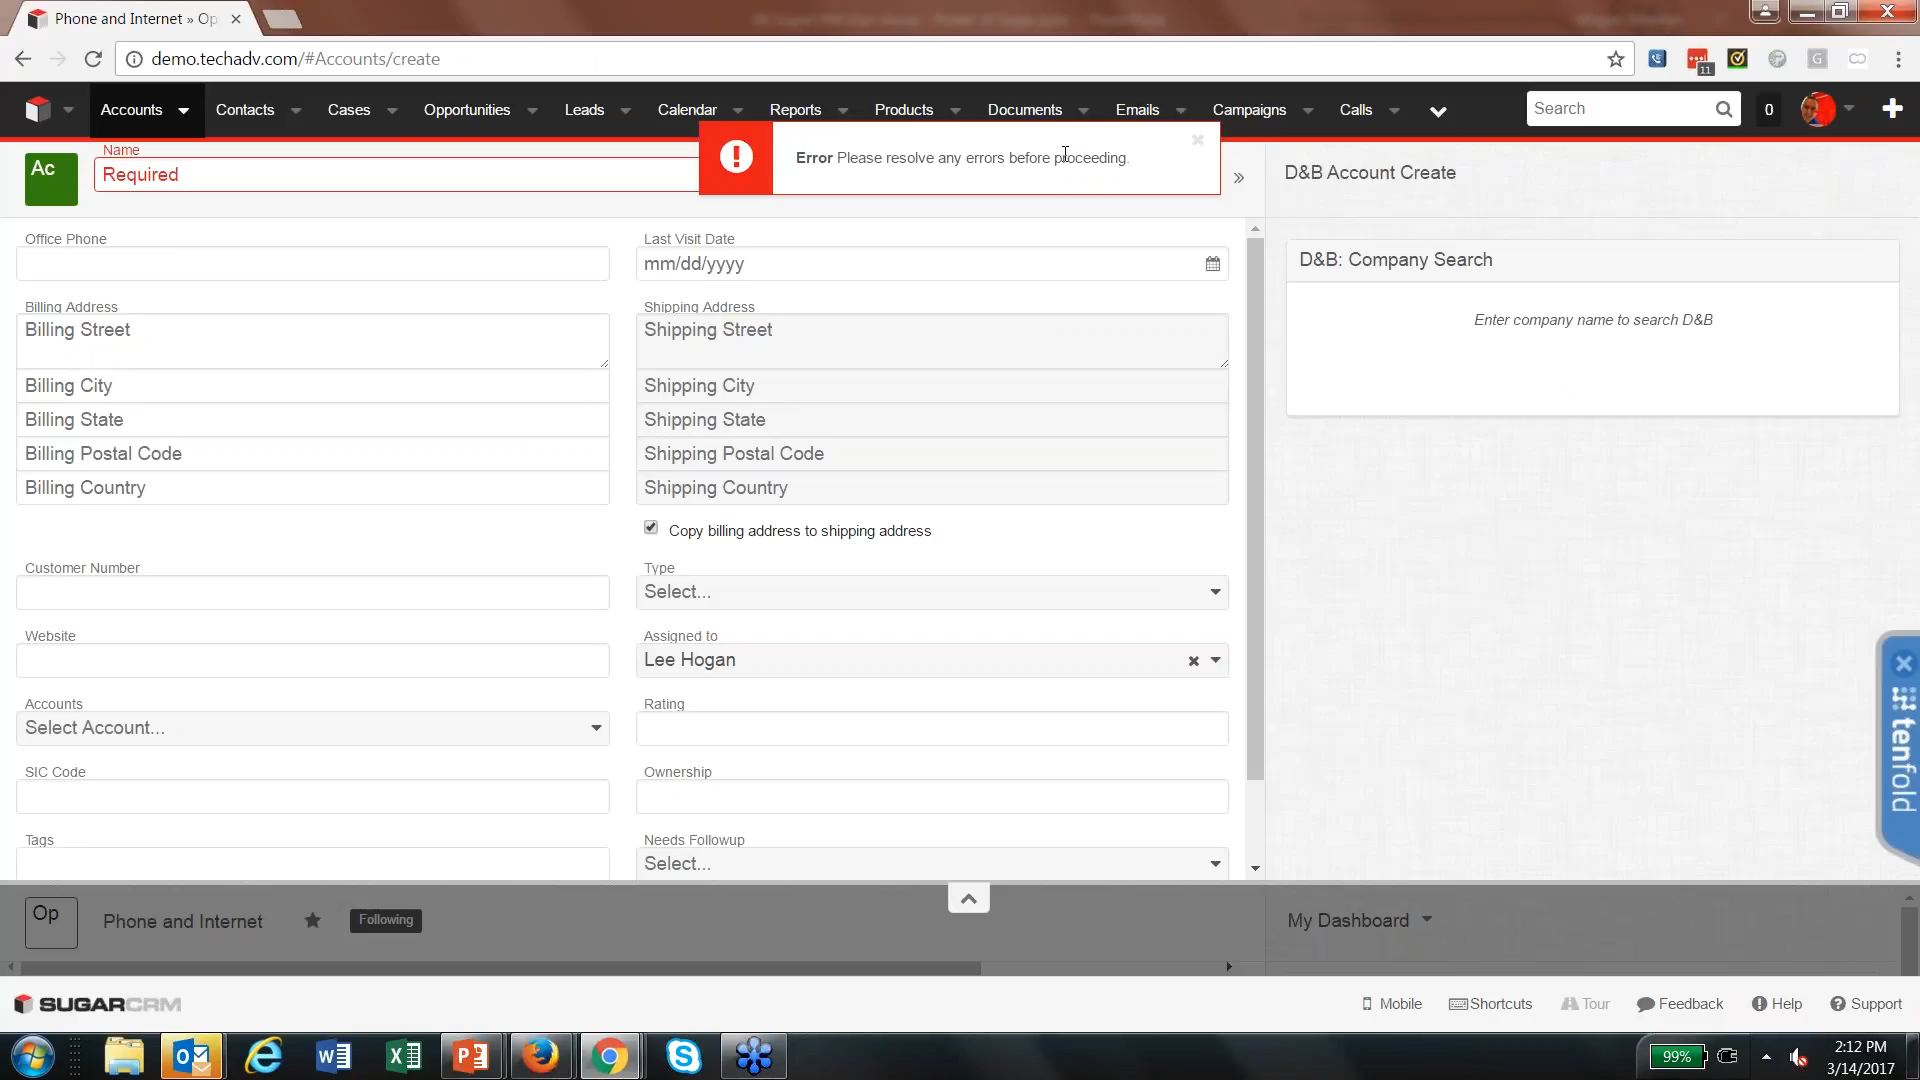 Phone and Internet » Op
demo.techadv.com/#Accounts/create
11
Accounts Contacts Cases Opportunities Leads Calendar Reports Products Documents Emails Campaigns Calls Search 0
Error Please resolve any errors before proceeding.
Ac
Name
Required
D&B Account Create
Office Phone
Last Visit Date
mm/dd/yyyy
D&B: Company Search
Enter company name to search D&B
Billing Address
Billing Street
Billing City
Billing State
Billing Postal Code
Billing Country
Shipping Address
Shipping Street
Shipping City
Shipping State
Shipping Postal Code
Shipping Country
Copy billing address to shipping address
Customer Number
Type
Select...
Website
Assigned to
Lee Hogan
Accounts
Select Account...
Rating
SIC Code
Ownership
Tags
Needs Followup
Select...
tenfold
Op
Phone and Internet
Following
My Dashboard
SUGARCRM
Mobile Shortcuts Tour Feedback Help Support
99%
2:12 PM
3/14/2017